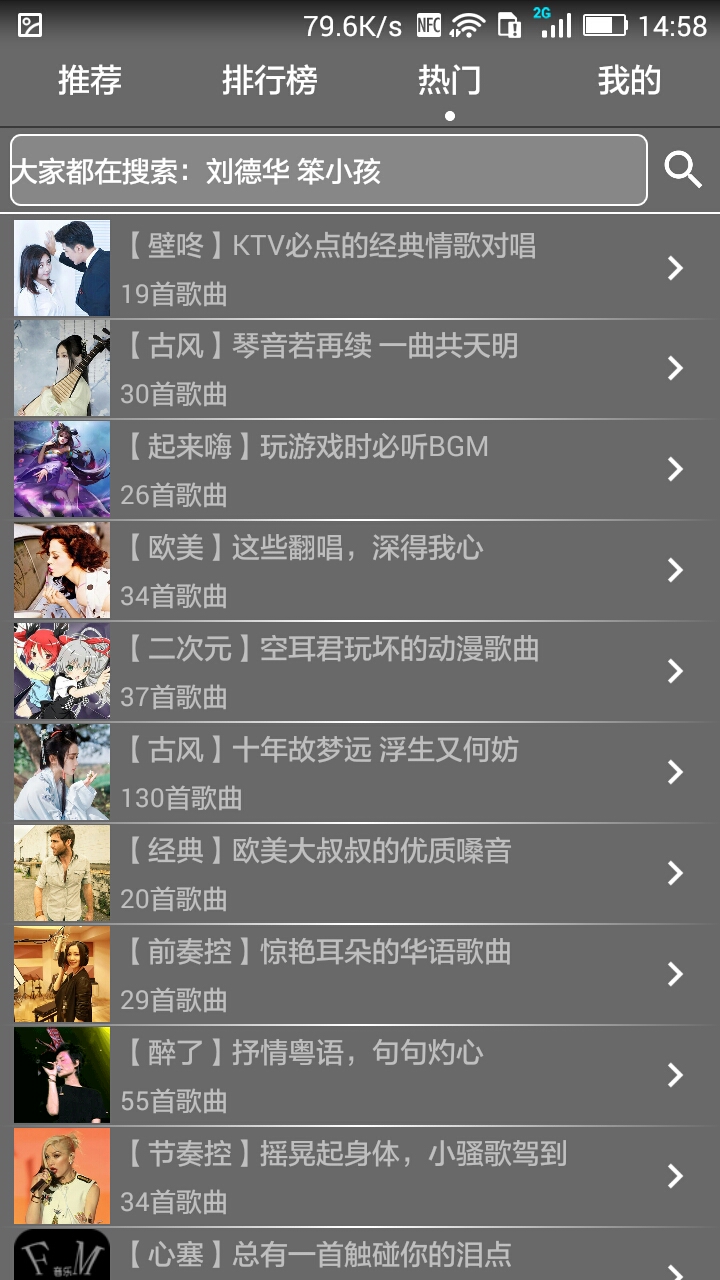 79.6K/s NFC 2G 14:58
推荐 排行榜 热门 我的
大家都在搜索：刘德华 笨小孩
【壁咚】KTV必点的经典情歌对唱
19首歌曲
【古风】琴音若再续 一曲共天明
30首歌曲
【起来嗨】玩游戏时必听BGM
26首歌曲
【欧美】这些翻唱，深得我心
34首歌曲
【二次元】空耳君玩坏的动漫歌曲
37首歌曲
【古风】十年故梦远 浮生又何妨
130首歌曲
【经典】欧美大叔叔的优质嗓音
20首歌曲
【前奏控】惊艳耳朵的华语歌曲
29首歌曲
【醉了】抒情粤语，句句灼心
55首歌曲
【节奏控】摇晃起身体，小骚歌驾到
34首歌曲
【心塞】总有一首触碰你的泪点
FM
音乐